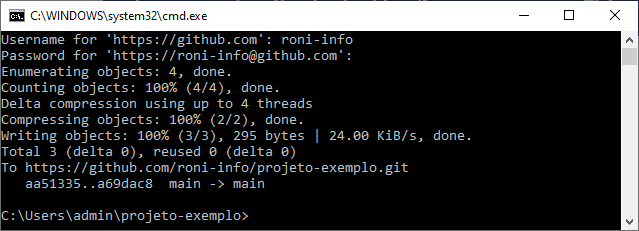 C:\WINDOWS\system32\cmd.exe
Username for 'https://github.com': roni-info
Password for 'https://roni-info@github.com':
Enumerating objects: 4, done.
Counting objects: 100% (4/4), done.
Delta compression using up to 4 threads
Compressing objects: 100% (2/2), done.
Writing objects: 100% (3/3), 295 bytes | 24.00 KiB/s, done.
Total 3 (delta 0), reused 0 (delta 0)
To https://github.com/roni-info/projeto-exemplo.git
   aa51335..a69dac8  main -> main
C:\Users\admin\projeto-exemplo>